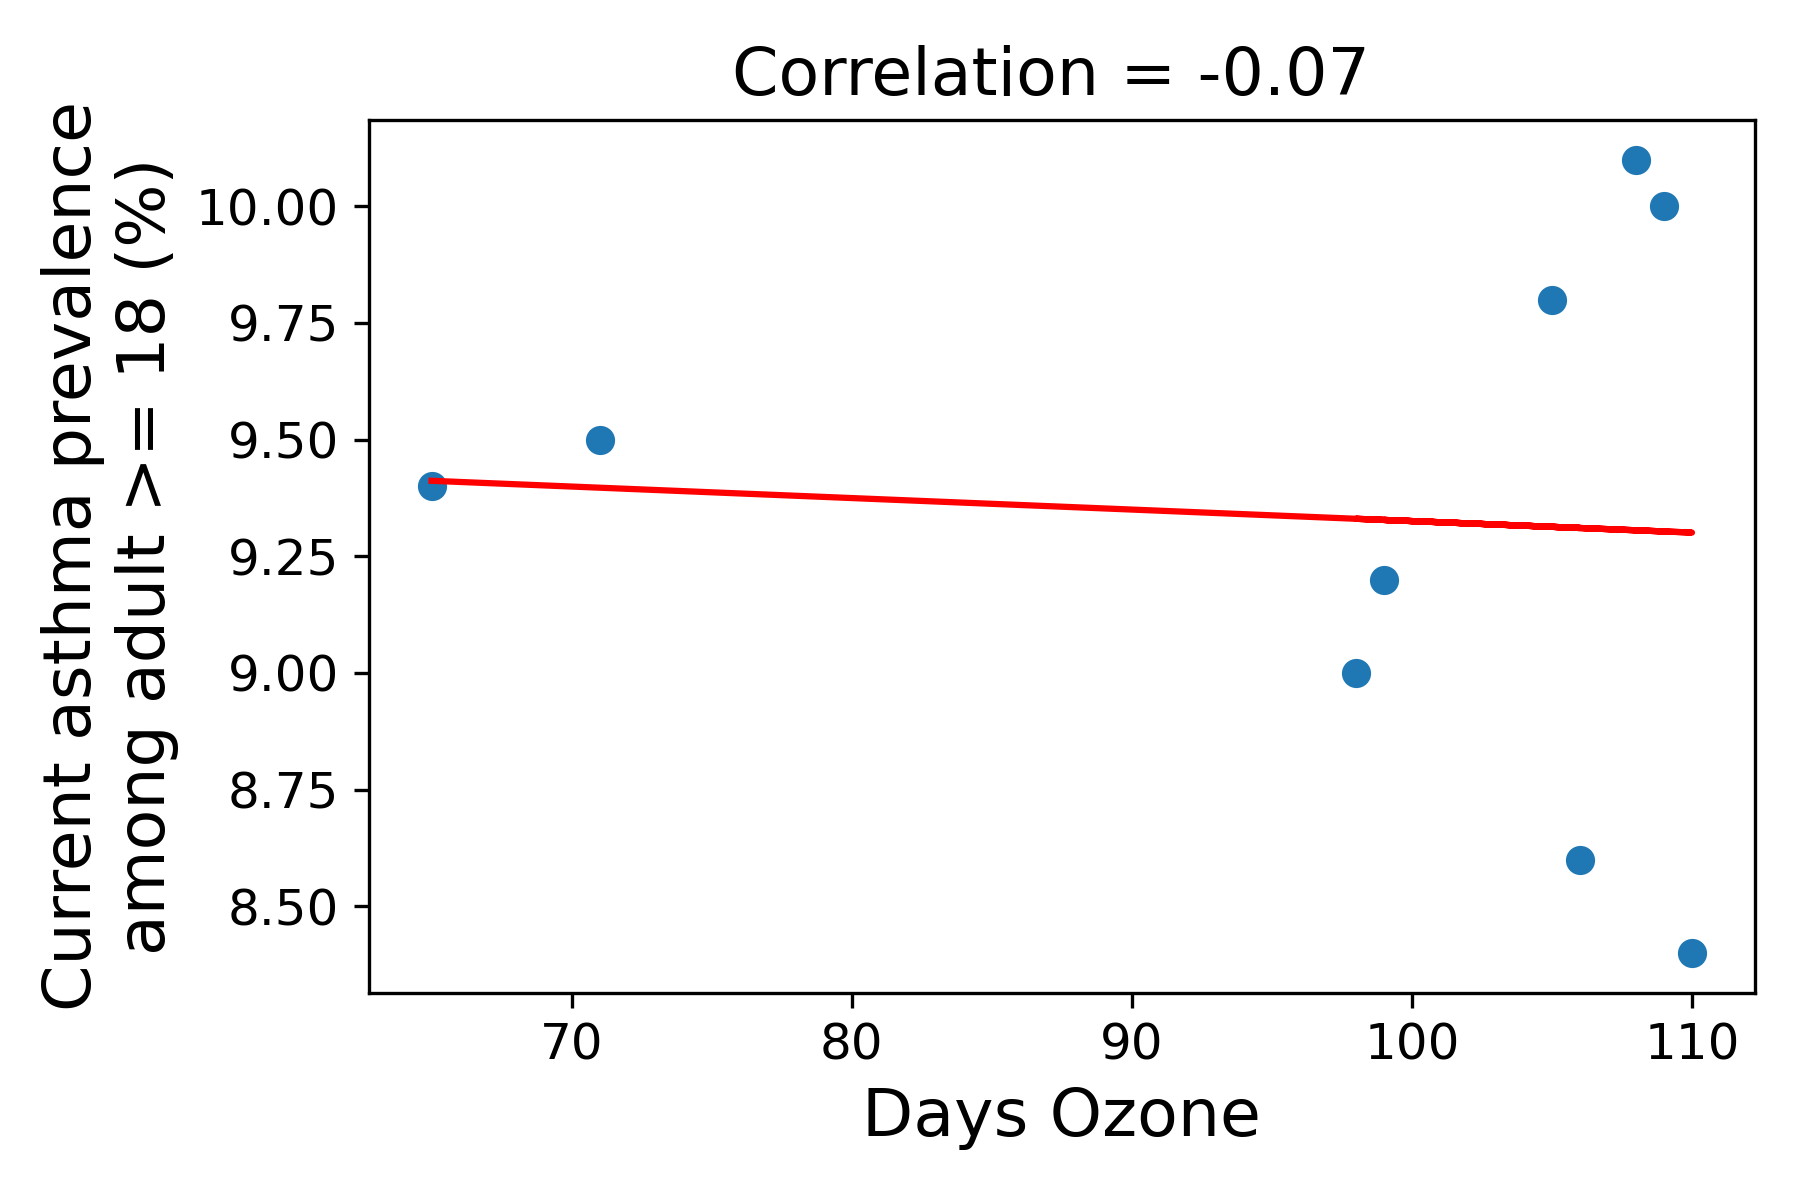 Correlation = -0.07
Current asthma prevalence
among adult >= 18 (%)
10.00
9.75
9.50
9.25
9.00
8.75
8.50
70 80 90 100 110
Days Ozone